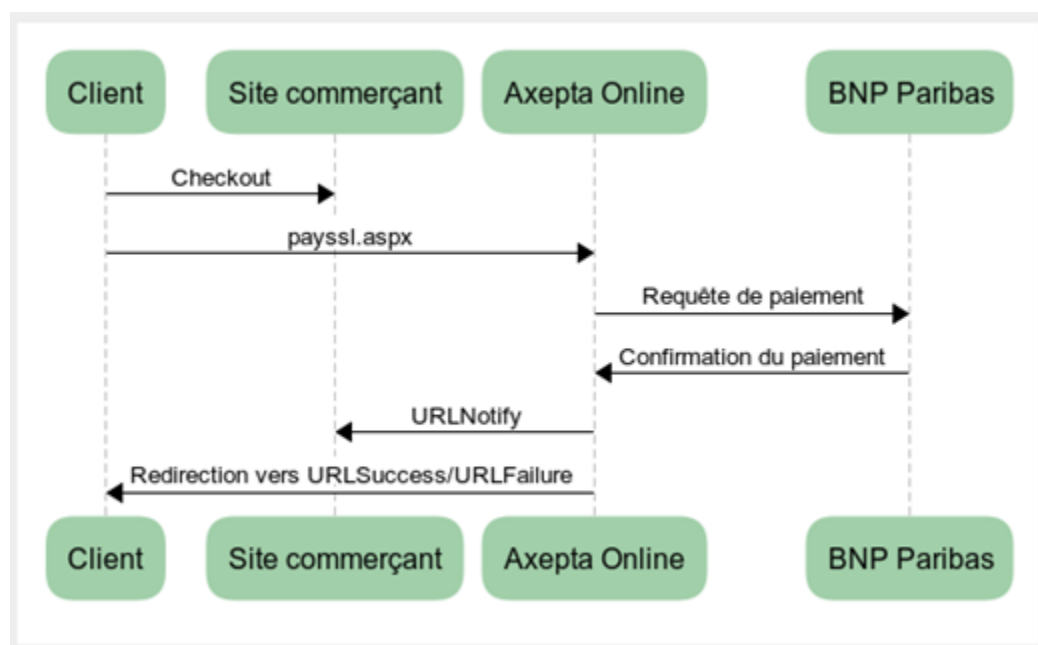 Client
Site commerçant
Axepta Online
BNP Paribas
Checkout
payssl.aspx
Requête de paiement
Confirmation du paiement
URLNotify
Redirection vers URLSuccess/URLFailure
Client
Site commerçant
Axepta Online
BNP Paribas